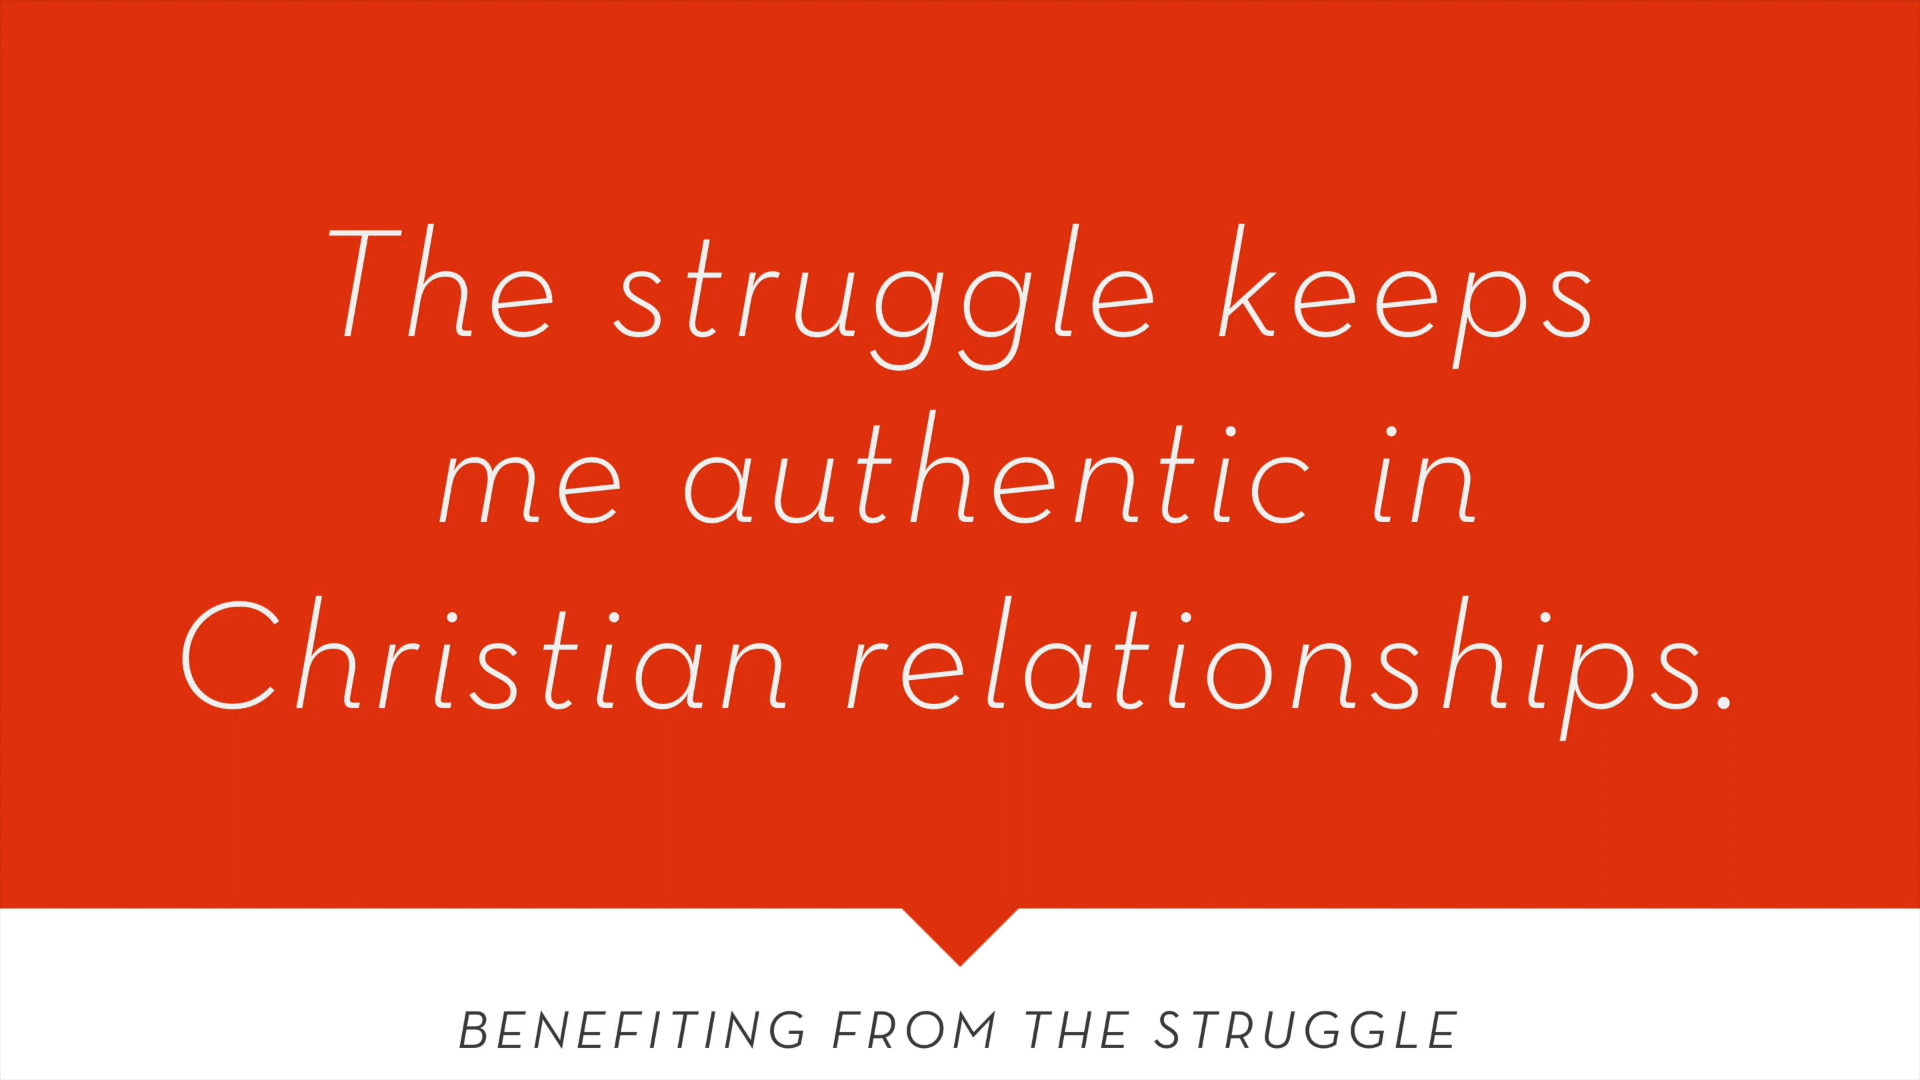 The struggle keeps
me authentic in
Christian relationships.
BENEFITING FROM THE STRUGGLE